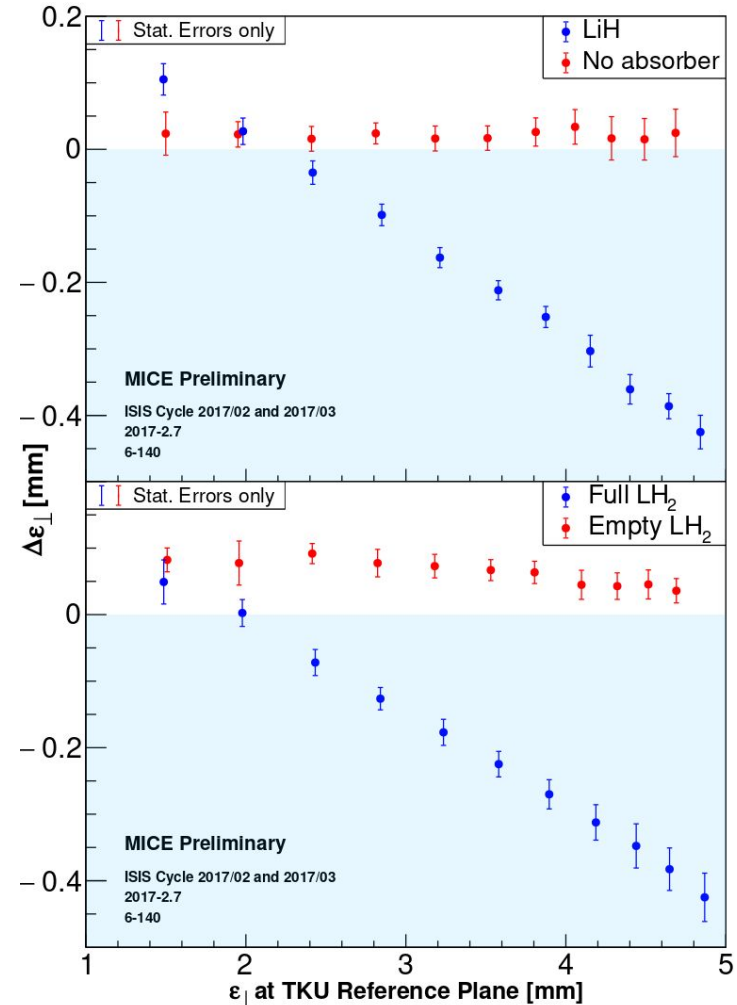 0.2
Stat. Errors only
LiH
No absorber
0
− 0.2
− 0.4
MICE Preliminary
ISIS Cycle 2017/02 and 2017/03
2017-2.7
6-140
Δε⊥ [mm]
Stat. Errors only
Full LH₂
Empty LH₂
0
− 0.2
− 0.4
MICE Preliminary
ISIS Cycle 2017/02 and 2017/03
2017-2.7
6-140
1 2 3 4 5
ε⊥ at TKU Reference Plane [mm]